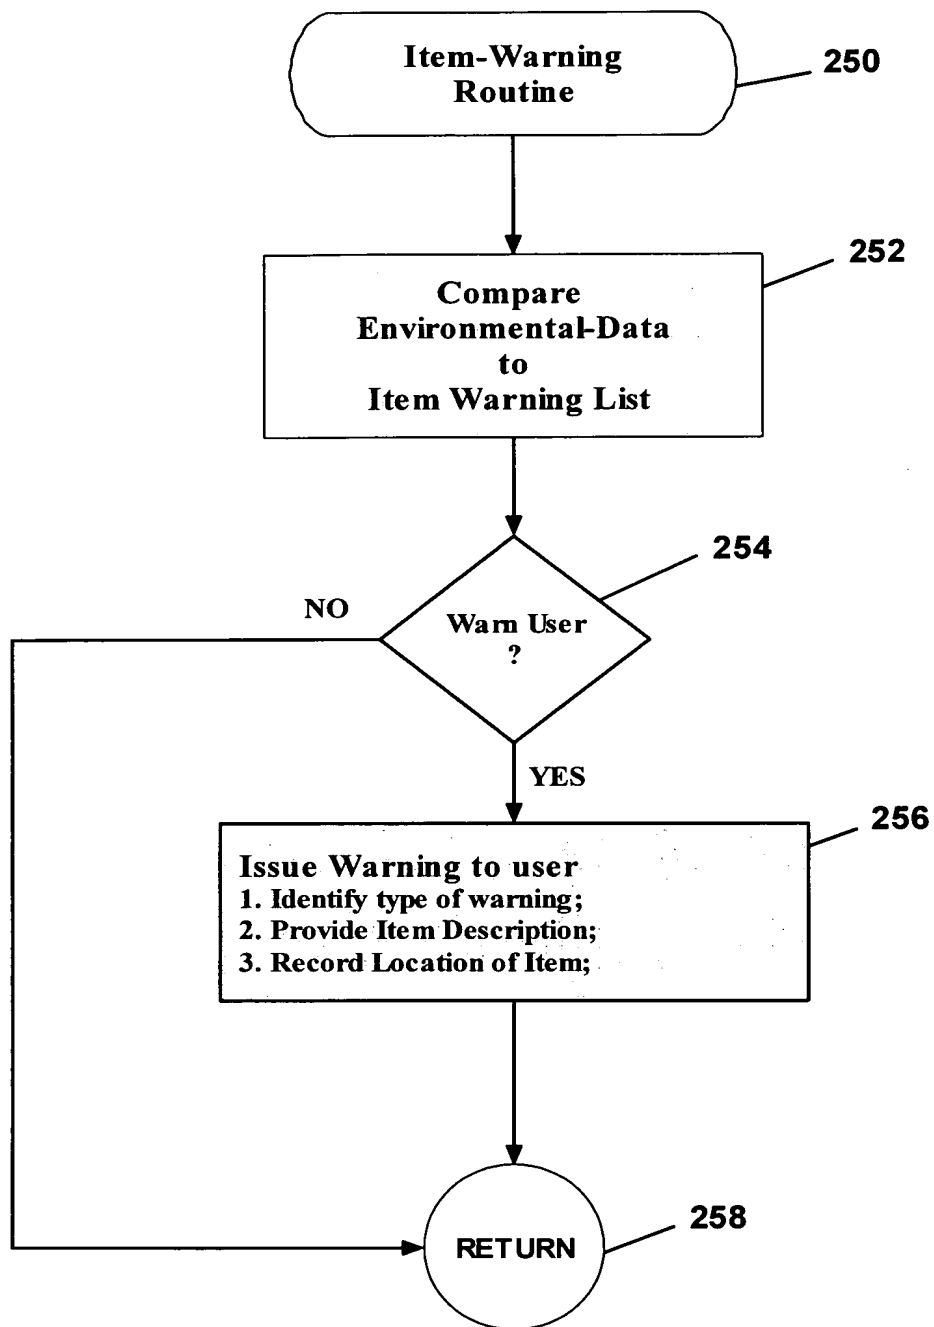 Item-Warning
Routine
250
252
Compare
Environmental-Data
to
Item Warning List
254
NO
Warn User
?
YES
256
Issue Warning to user
1. Identify type of warning;
2. Provide Item Description;
3. Record Location of Item;
258
RETURN